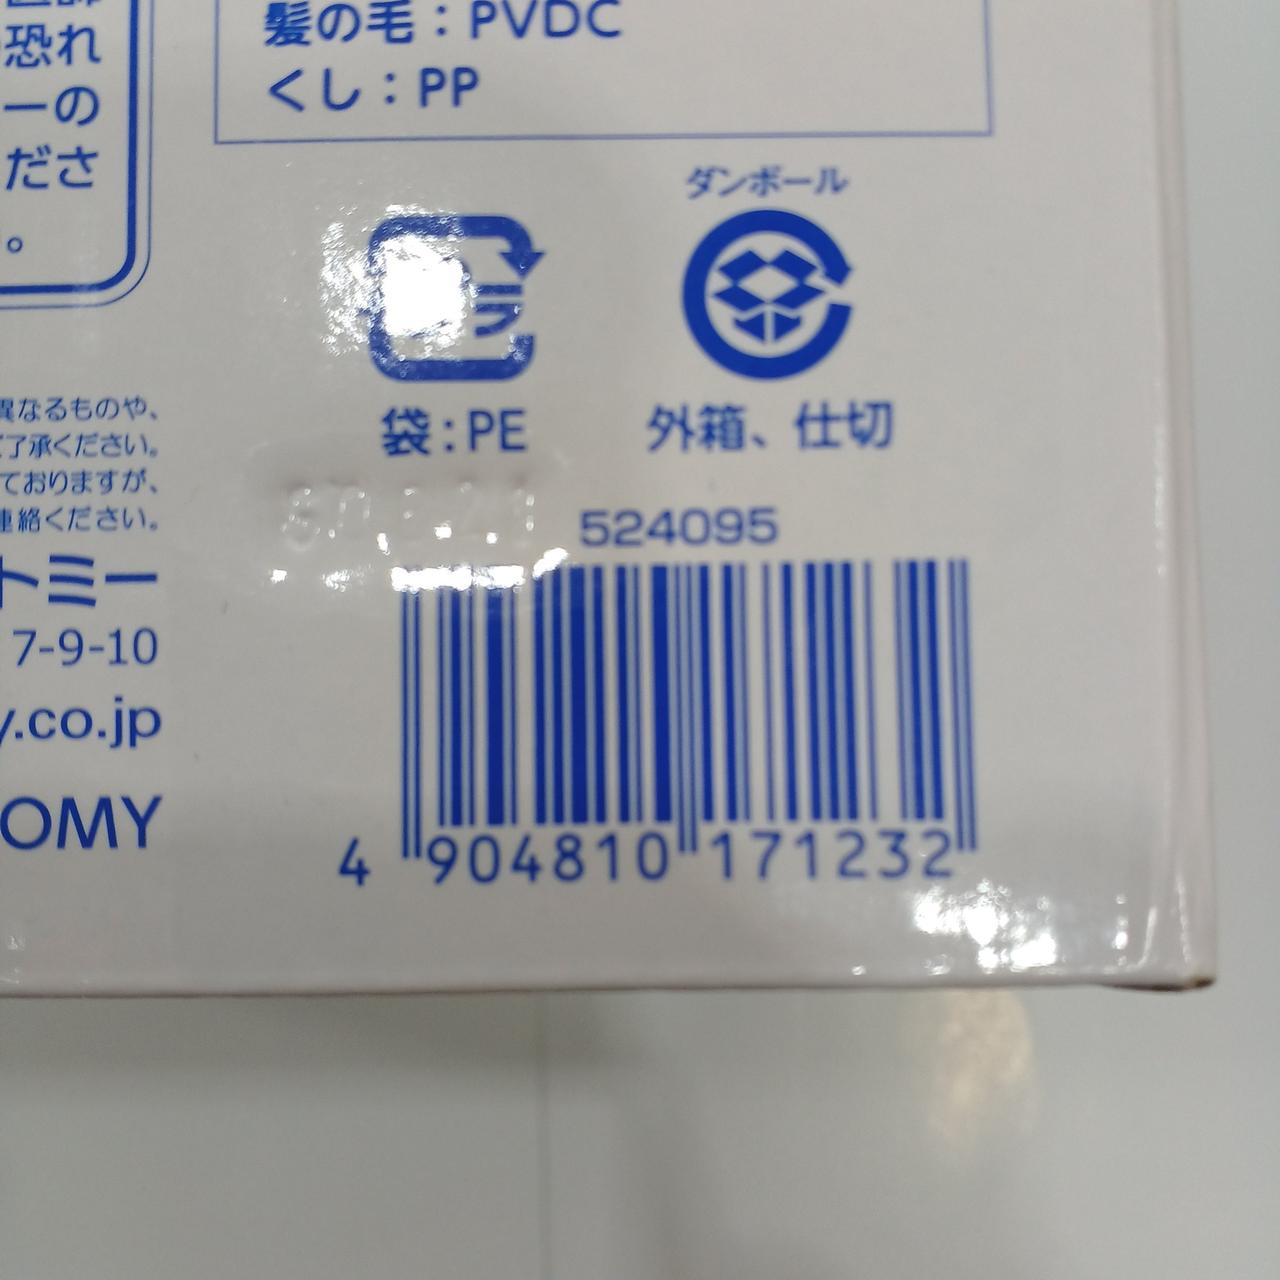 恐れ
ーの
ださ
。
髪の毛：PVDC
くし：PP
ダンボール
プラ
袋：PE
外箱、仕切
異なるものや、
了承ください。
ておりますが、
連絡ください。
524095
トミー
7-9-10
y.co.jp
OMY
4 904810 171232